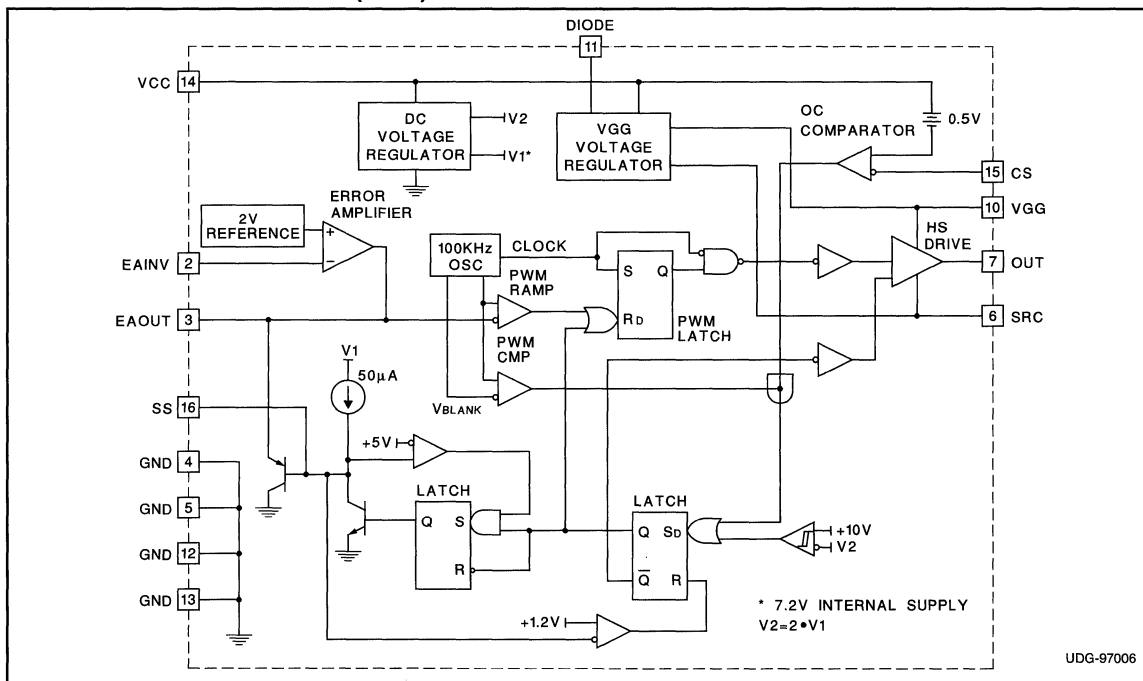 DIODE
11
VCC 14
DC
VOLTAGE
REGULATOR
V2
V1*
VGG
VOLTAGE
REGULATOR
OC
COMPARATOR
0.5V
15 CS
10 VGG
ERROR
AMPLIFIER
2V
REFERENCE
+
−
EAINV 2
100KHz
OSC
CLOCK
PWM
RAMP
S Q
RD
PWM
LATCH
HS
DRIVE
7 OUT
EAOUT 3
6 SRC
PWM
CMP
V1
50µA
VBLANK
SS 16
+5V
GND 4
LATCH
Q S
R
LATCH
Q SD
Q R
+10V
V2
GND 5
GND 12
GND 13
+1.2V
* 7.2V INTERNAL SUPPLY
V2=2•V1
UDG-97006